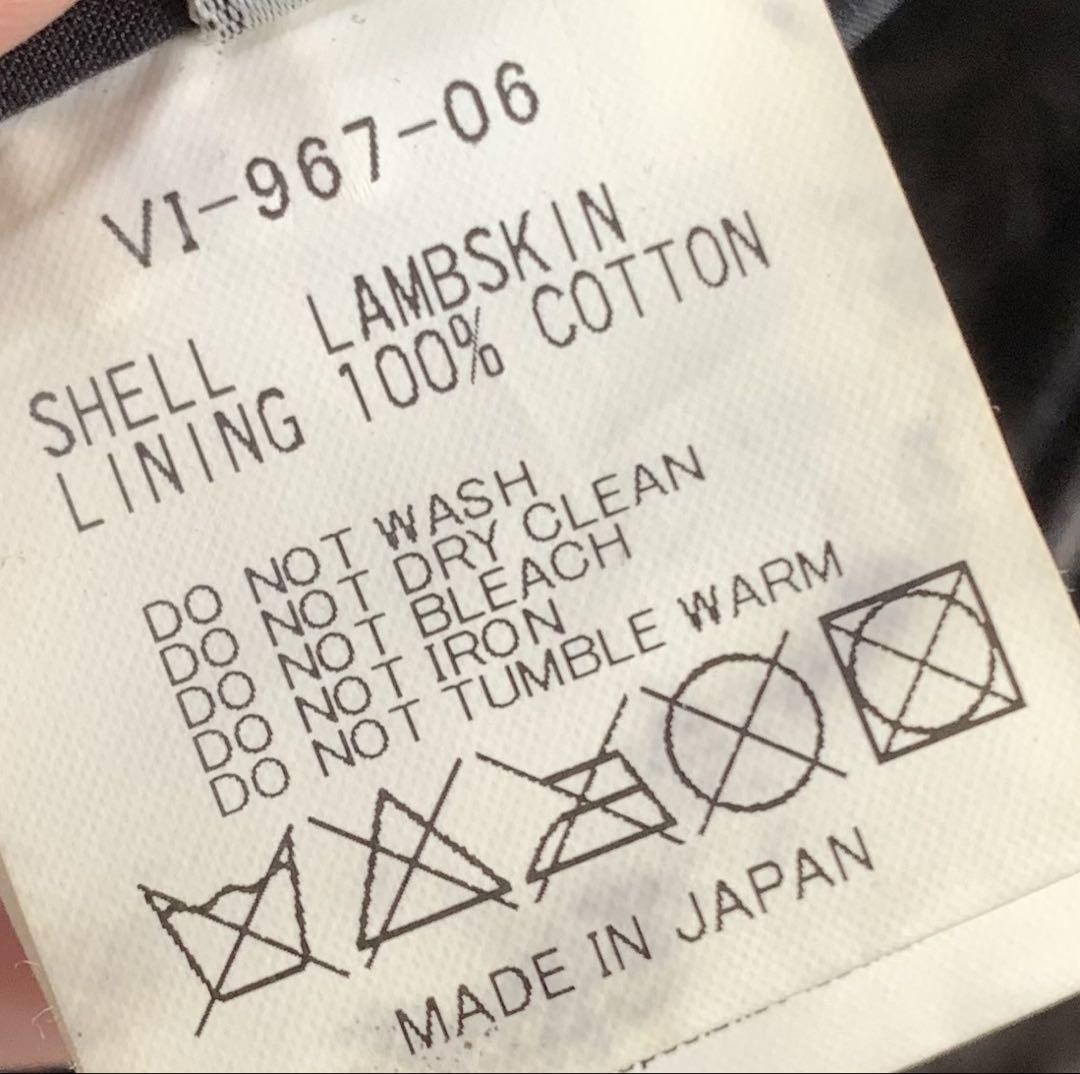 VI-967-06
SHELL LAMBSKIN
LINING 100% COTTON
DO NOT WASH
DO NOT DRY CLEAN
DO NOT BLEACH
DO NOT IRON
DO NOT TUMBLE WARM
MADE IN JAPAN